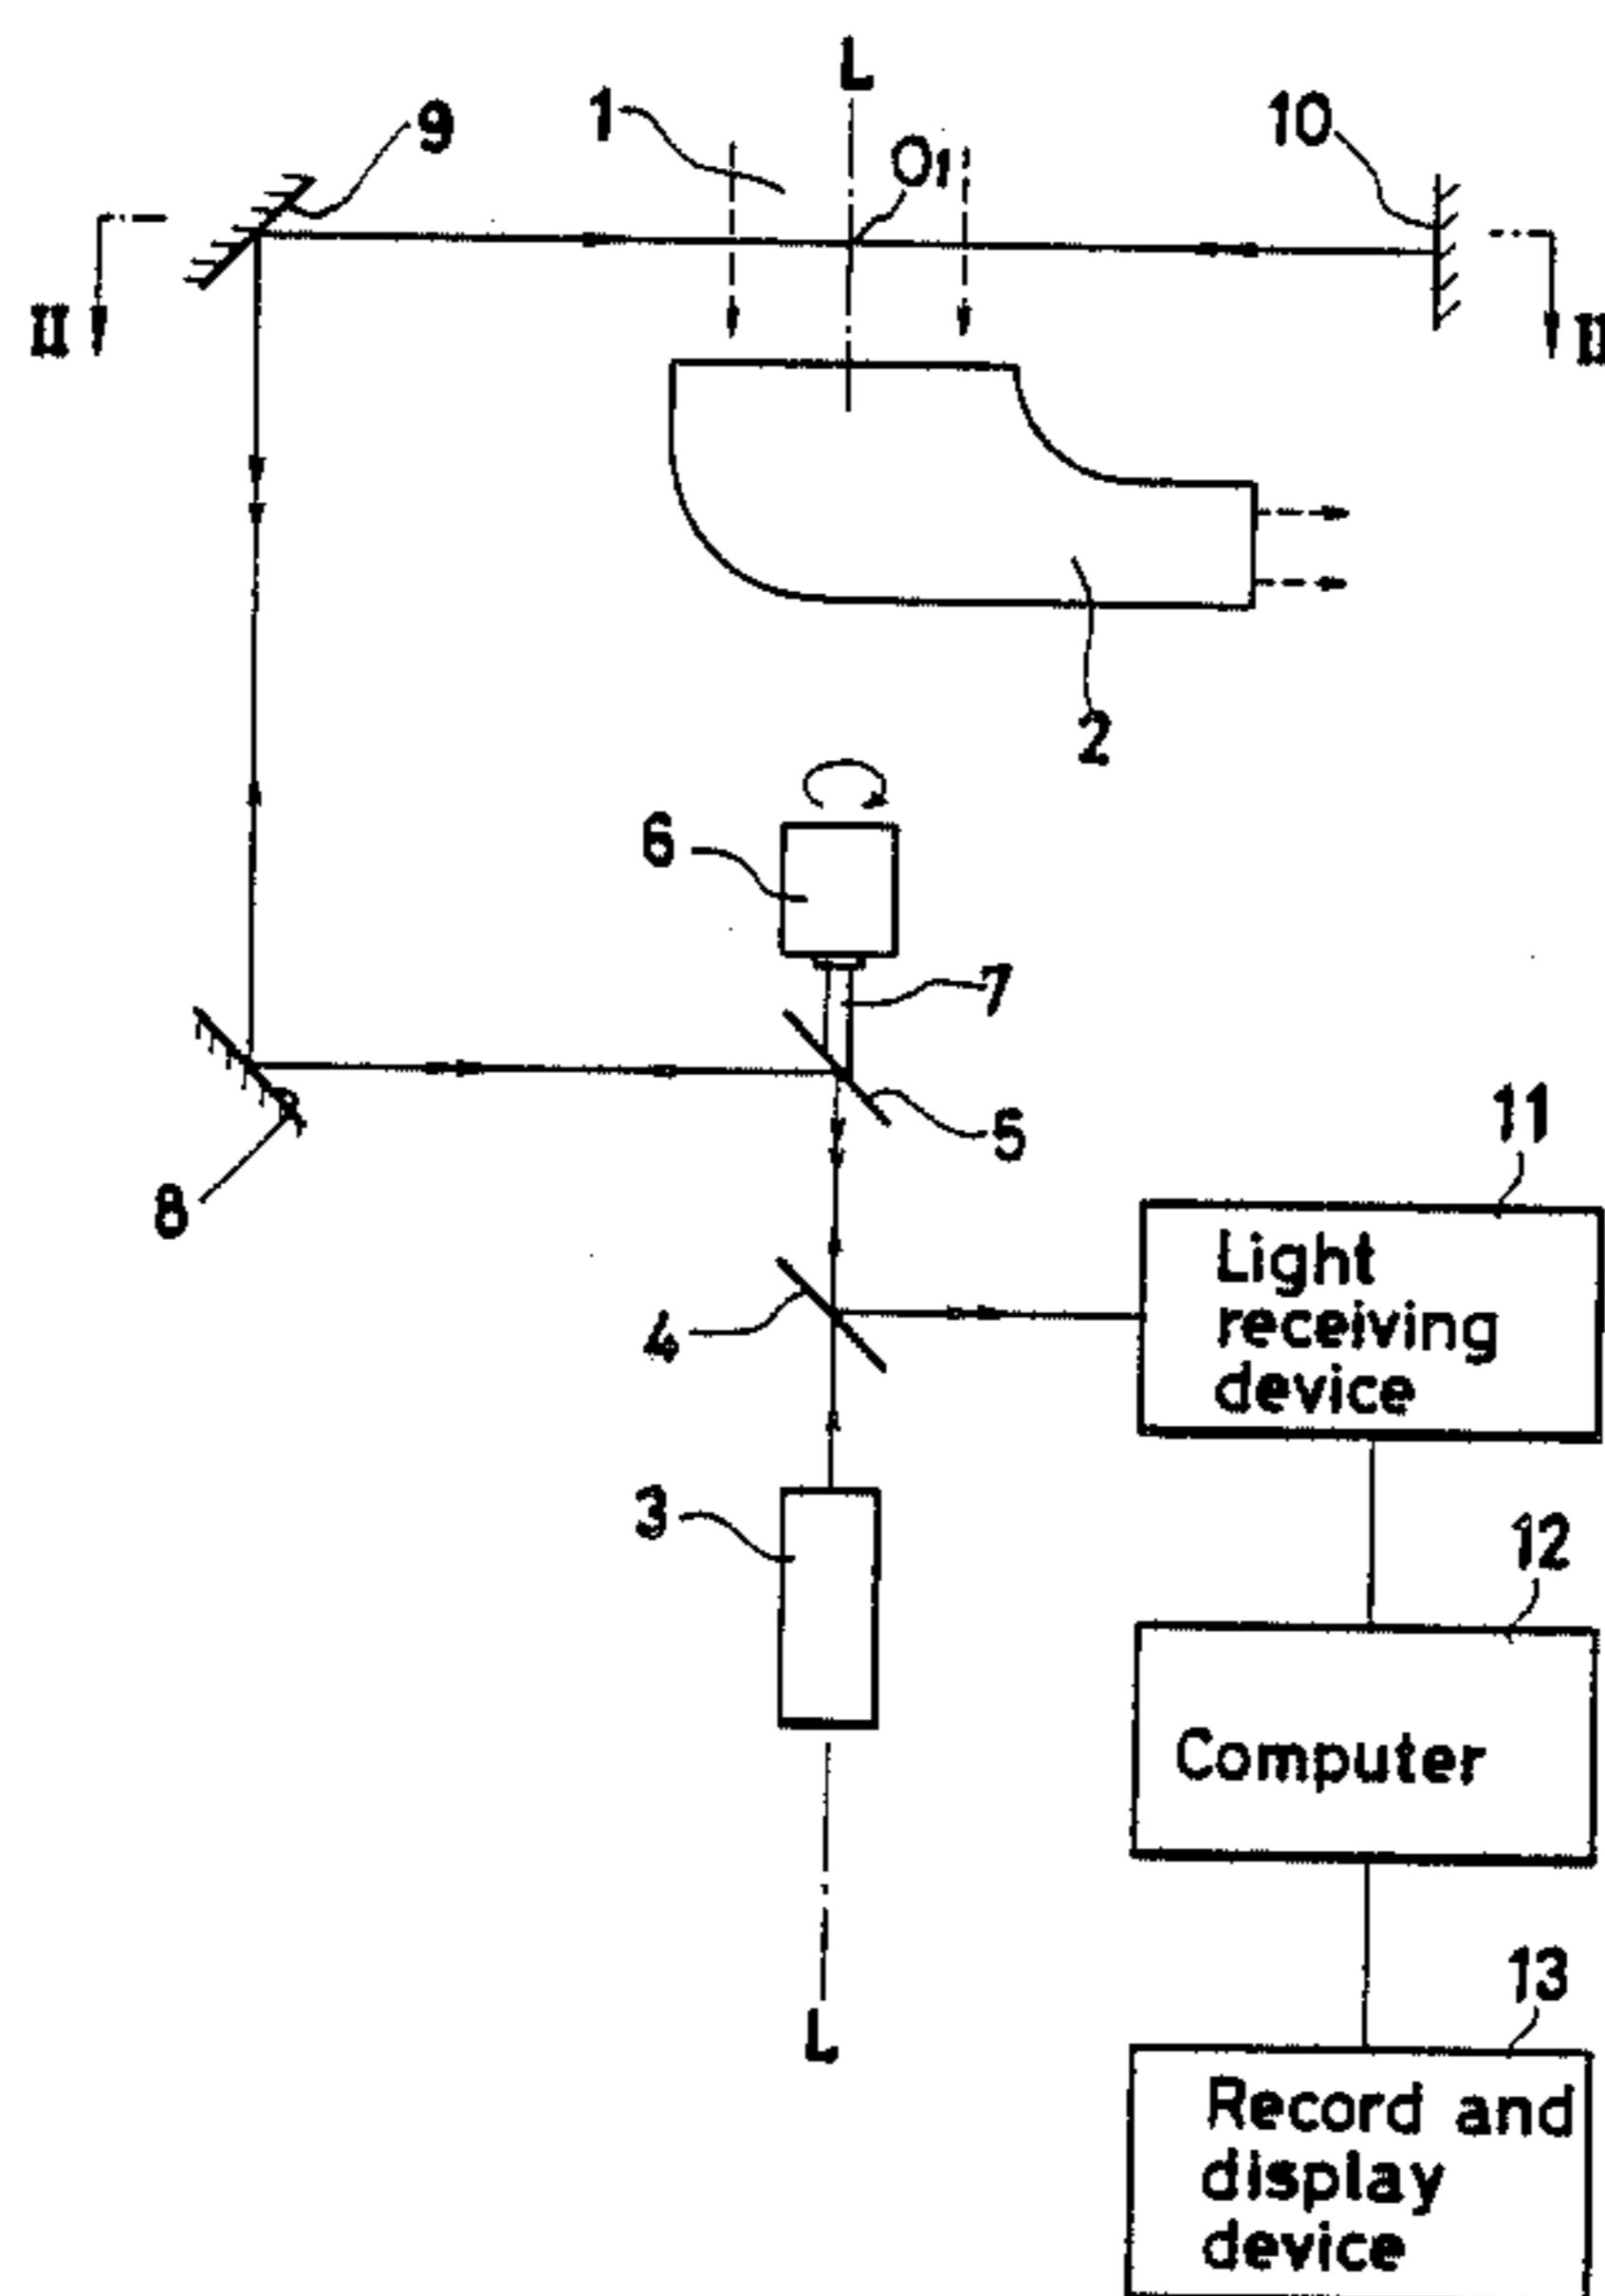 L
1
9
O1
10
II
II
2
6
7
5
8
11
Light
receiving
device
4
3
12
Computer
L
13
Record and
display
device